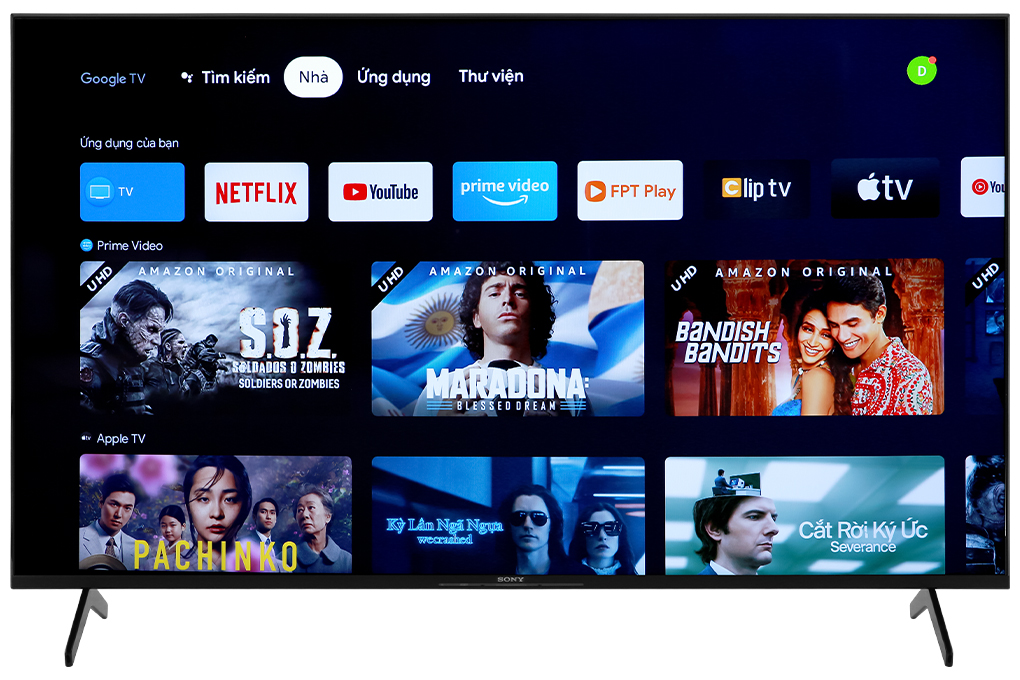 Google TV
Tìm kiếm
Nhà
Ứng dụng
Thư viện
D
Ứng dụng của bạn
TV
NETFLIX
YouTube
prime video
FPT Play
Clip tv
tv
You
Prime Video
UHD
AMAZON ORIGINAL
S.O.Z.
SOLDADOS O ZOMBIES
SOLDIERS OR ZOMBIES
UHD
AMAZON ORIGINAL
MARADONA:
BLESSED DREAM
UHD
AMAZON ORIGINAL
BANDISH
BANDITS
UHD
tv Apple TV
PACHINKO
Kỳ Lân Ngã Ngựa
wecrashed
Cắt Rời Ký Ức
Severance
SONY